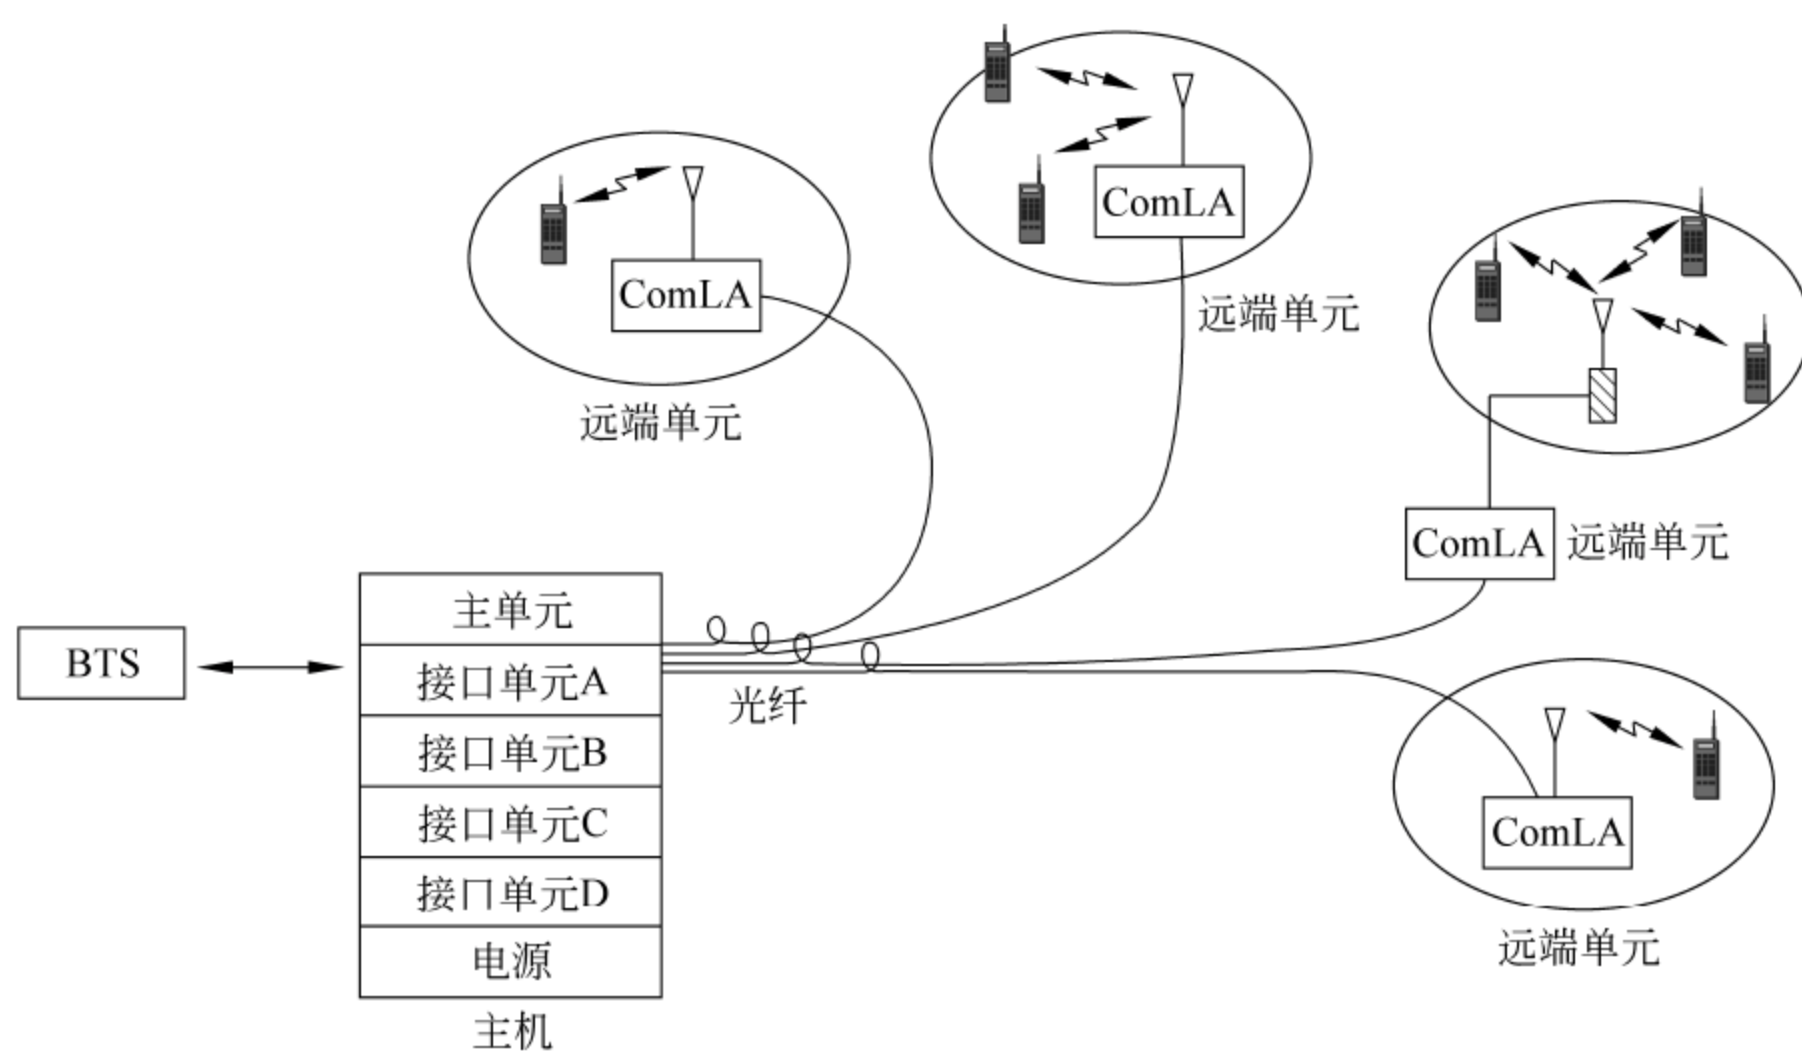 ComLA
远端单元
ComLA
远端单元
ComLA
远端单元
BTS
主单元
接口单元A
接口单元B
接口单元C
接口单元D
电源
主机
光纤
ComLA
远端单元